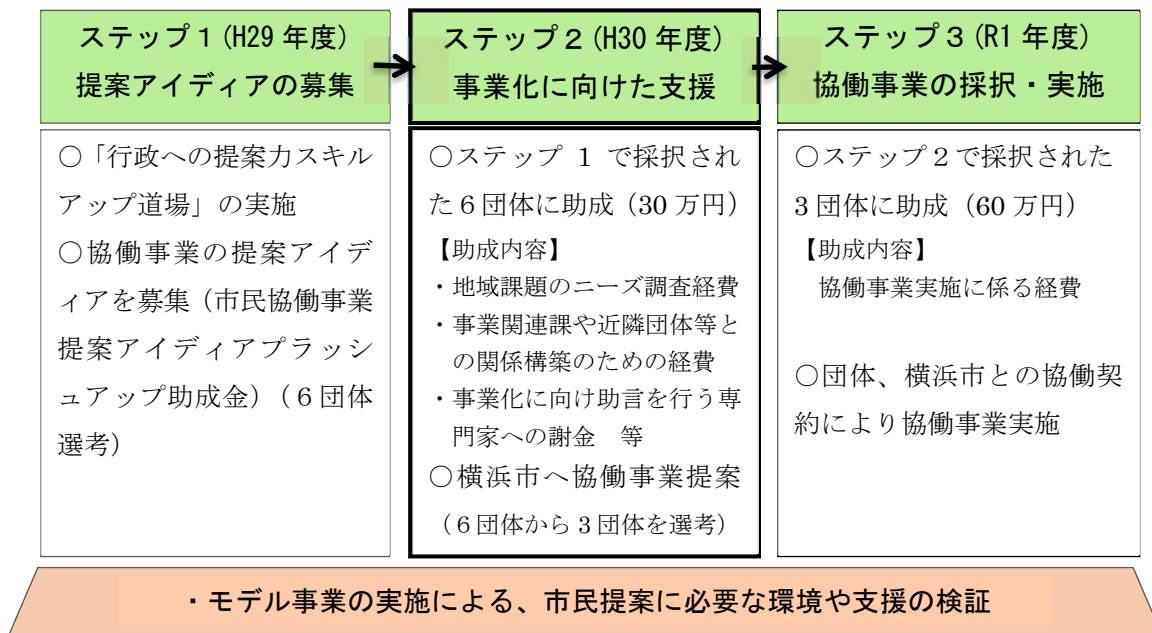 ステップ1 (H29 年度)
提案アイディアの募集
○「行政への提案力スキル
アップ道場」の実施
○協働事業の提案アイデ
ィアを募集（市民協働事業
提案アイディアプラッシ
ュアップ助成金）（６団体
選考）
ステップ２ (H30 年度)
事業化に向けた支援
○ステップ 1 で採択され
た６団体に助成（30 万円）
【助成内容】
・地域課題のニーズ調査経費
・事業関連課や近隣団体等と
の関係構築のための経費
・事業化に向け助言を行う専
門家への謝金　等
○横浜市へ協働事業提案
（６団体から 3 団体を選考）
ステップ３ (R1 年度)
協働事業の採択・実施
○ステップ２で採択された
3 団体に助成（60 万円）
【助成内容】
協働事業実施に係る経費
○団体、横浜市との協働契
約により協働事業実施
・モデル事業の実施による、市民提案に必要な環境や支援の検証